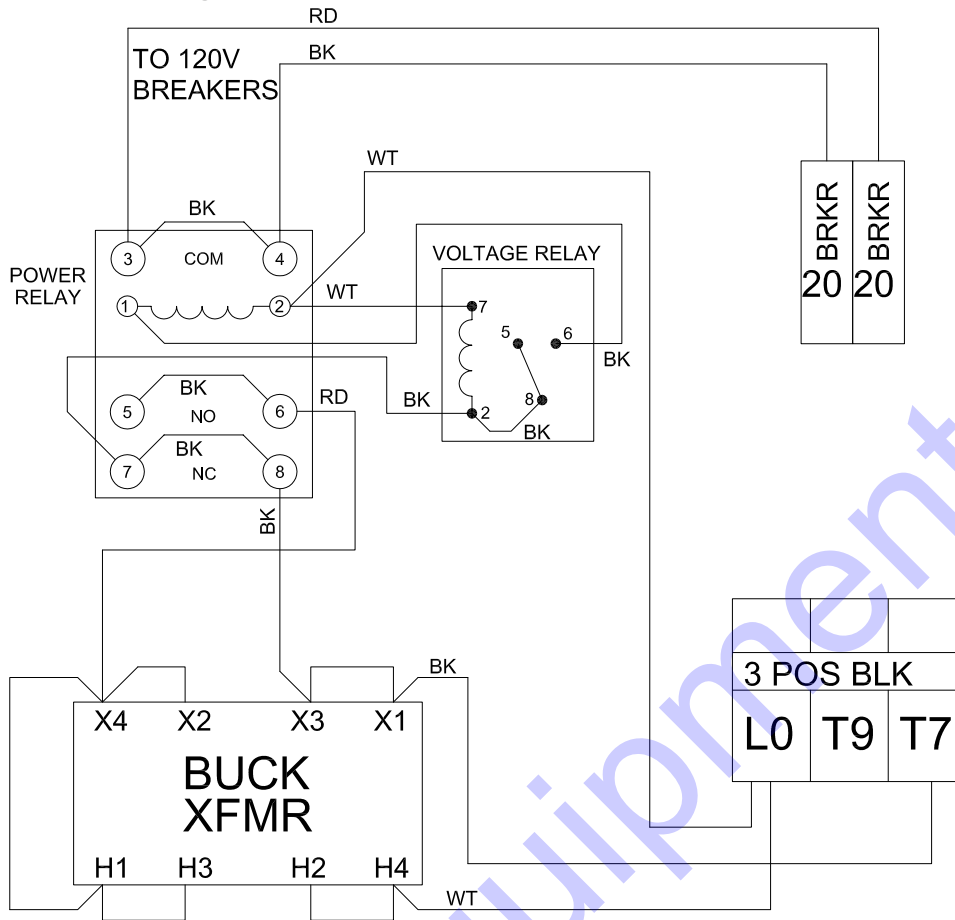 RD
TO 120V
BREAKERS
BK
WT
BK
20 BRKR
20 BRKR
POWER
RELAY
3
COM
4
VOLTAGE RELAY
1
2
WT
7
5
6
BK
BK
5
NO
6
RD
BK
8
2
BK
BK
7
NC
8
BK
BK
3 POS BLK
L0
T9
T7
X4
X2
X3
X1
BUCK
XFMR
H1
H3
H2
H4
WT
quipment